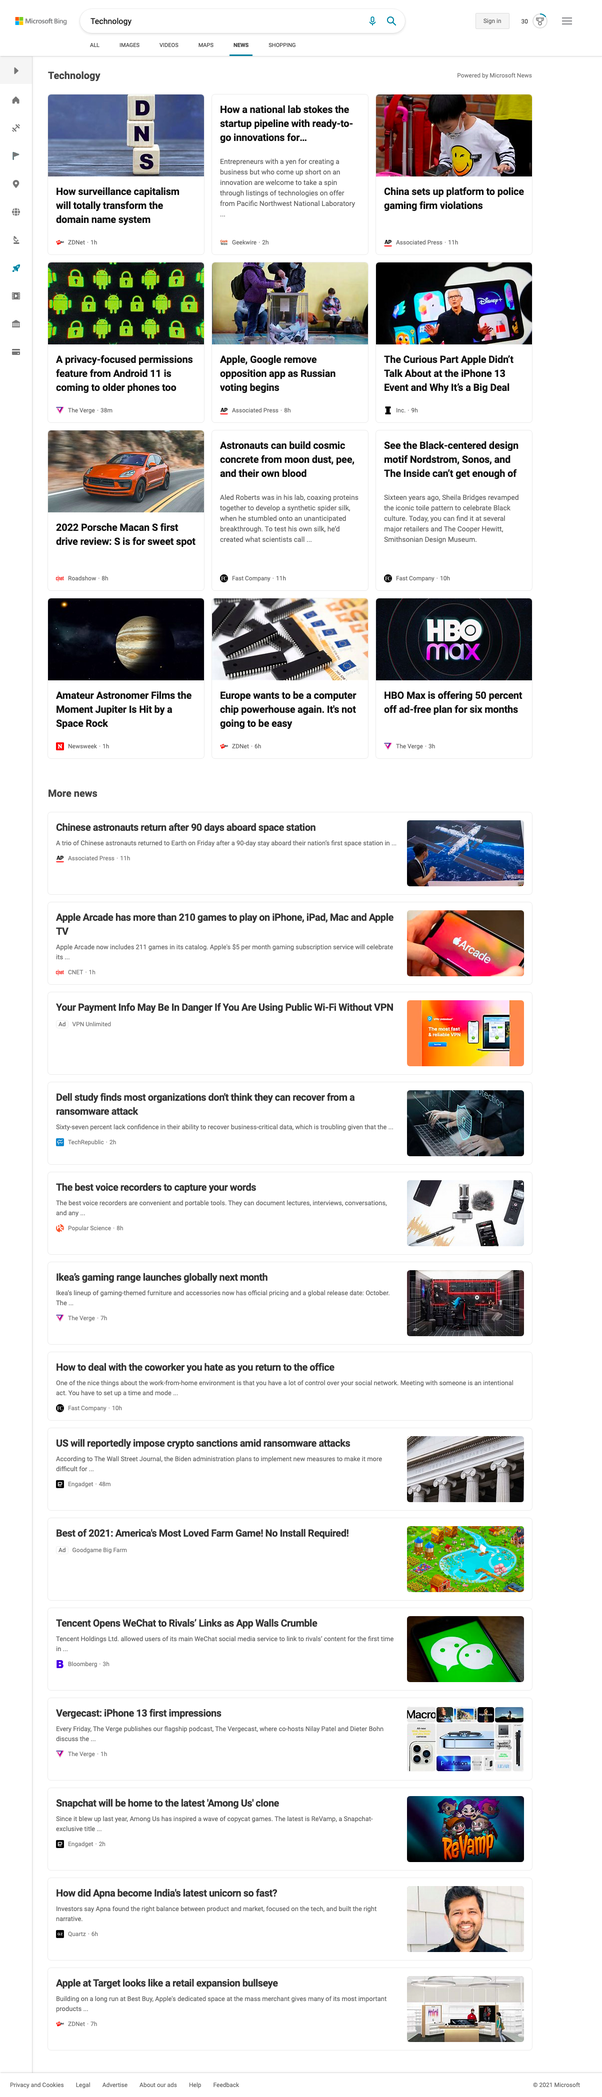 Microsoft Bing
Technology
Sign in
30
ALL
IMAGES
VIDEOS
MAPS
NEWS
SHOPPING
Technology
Powered by Microsoft News
D
N
S
How surveillance capitalism
will totally transform the
domain name system
ZDNet · 1h
How a national lab stokes the
startup pipeline with ready-to-
go innovations for…
Entrepreneurs with a yen for creating a
business but who come up short on an
innovation are welcome to take a spin
through listings of technologies on offer
from Pacific Northwest National Laboratory
...
Geekwire · 2h
China sets up platform to police
gaming firm violations
AP Associated Press · 11h
A privacy-focused permissions
feature from Android 11 is
coming to older phones too
The Verge · 38m
Apple, Google remove
opposition app as Russian
voting begins
AP Associated Press · 8h
Disney+
The Curious Part Apple Didn't
Talk About at the iPhone 13
Event and Why It's a Big Deal
Inc. · 9h
2022 Porsche Macan S first
drive review: S is for sweet spot
Roadshow · 8h
Astronauts can build cosmic
concrete from moon dust, pee,
and their own blood
Aled Roberts was in his lab, coaxing proteins
together to develop a synthetic spider silk,
when he stumbled onto an unanticipated
breakthrough. To test his own silk, he'd
created what scientists call ...
Fast Company · 11h
See the Black-centered design
motif Nordstrom, Sonos, and
The Inside can't get enough of
Sixteen years ago, Sheila Bridges revamped
the iconic toile pattern to celebrate Black
culture. Today, you can find it at several
major retailers and The Cooper Hewitt,
Smithsonian Design Museum.
Fast Company · 10h
Amateur Astronomer Films the
Moment Jupiter Is Hit by a
Space Rock
Newsweek · 1h
Europe wants to be a computer
chip powerhouse again. It's not
going to be easy
ZDNet · 6h
HBO
max
HBO Max is offering 50 percent
off ad-free plan for six months
The Verge · 3h
More news
Chinese astronauts return after 90 days aboard space station
A trio of Chinese astronauts returned to Earth on Friday after a 90-day stay aboard their nation's first space station in ...
AP Associated Press · 11h
Apple Arcade has more than 210 games to play on iPhone, iPad, Mac and Apple
TV
Apple Arcade now includes 211 games in its catalog. Apple's $5 per month gaming subscription service will celebrate
its ...
CNET · 1h
Arcade
Your Payment Info May Be In Danger If You Are Using Public Wi-Fi Without VPN
Ad VPN Unlimited
The most fast
& reliable VPN
Dell study finds most organizations don't think they can recover from a
ransomware attack
Sixty-seven percent lack confidence in their ability to recover business-critical data, which is troubling given that the ...
TechRepublic · 2h
The best voice recorders to capture your words
The best voice recorders are convenient and portable tools. They can document lectures, interviews, conversations,
and any ...
Popular Science · 8h
Ikea's gaming range launches globally next month
Ikea's lineup of gaming-themed furniture and accessories now has official pricing and a global release date: October.
The ...
The Verge · 7h
How to deal with the coworker you hate as you return to the office
One of the nice things about the work-from-home environment is that you have a lot of control over your social network. Meeting with someone is an intentional
act. You have to set up a time and mode ...
Fast Company · 10h
US will reportedly impose crypto sanctions amid ransomware attacks
According to The Wall Street Journal, the Biden administration plans to implement new measures to make it more
difficult for ...
Engadget · 48m
Best of 2021: America's Most Loved Farm Game! No Install Required!
Ad Goodgame Big Farm
Tencent Opens WeChat to Rivals' Links as App Walls Crumble
Tencent Holdings Ltd. allowed users of its main WeChat social media service to link to rivals' content for the first time
in ...
Bloomberg · 3h
Vergecast: iPhone 13 first impressions
Every Friday, The Verge publishes our flagship podcast, The Vergecast, where co-hosts Nilay Patel and Dieter Bohn
discuss the ...
The Verge · 1h
Macro
Snapchat will be home to the latest 'Among Us' clone
Since it blew up last year, Among Us has inspired a wave of copycat games. The latest is ReVamp, a Snapchat-
exclusive title ...
Engadget · 2h
ReVamp
How did Apna become India's latest unicorn so fast?
Investors say Apna found the right balance between product and market, focused on the tech, and built the right
narrative.
Quartz · 6h
Apple at Target looks like a retail expansion bullseye
Building on a long run at Best Buy, Apple's dedicated space at the mass merchant gives many of its most important
products ...
ZDNet · 7h
mini
Privacy and Cookies
Legal
Advertise
About our ads
Help
Feedback
© 2021 Microsoft